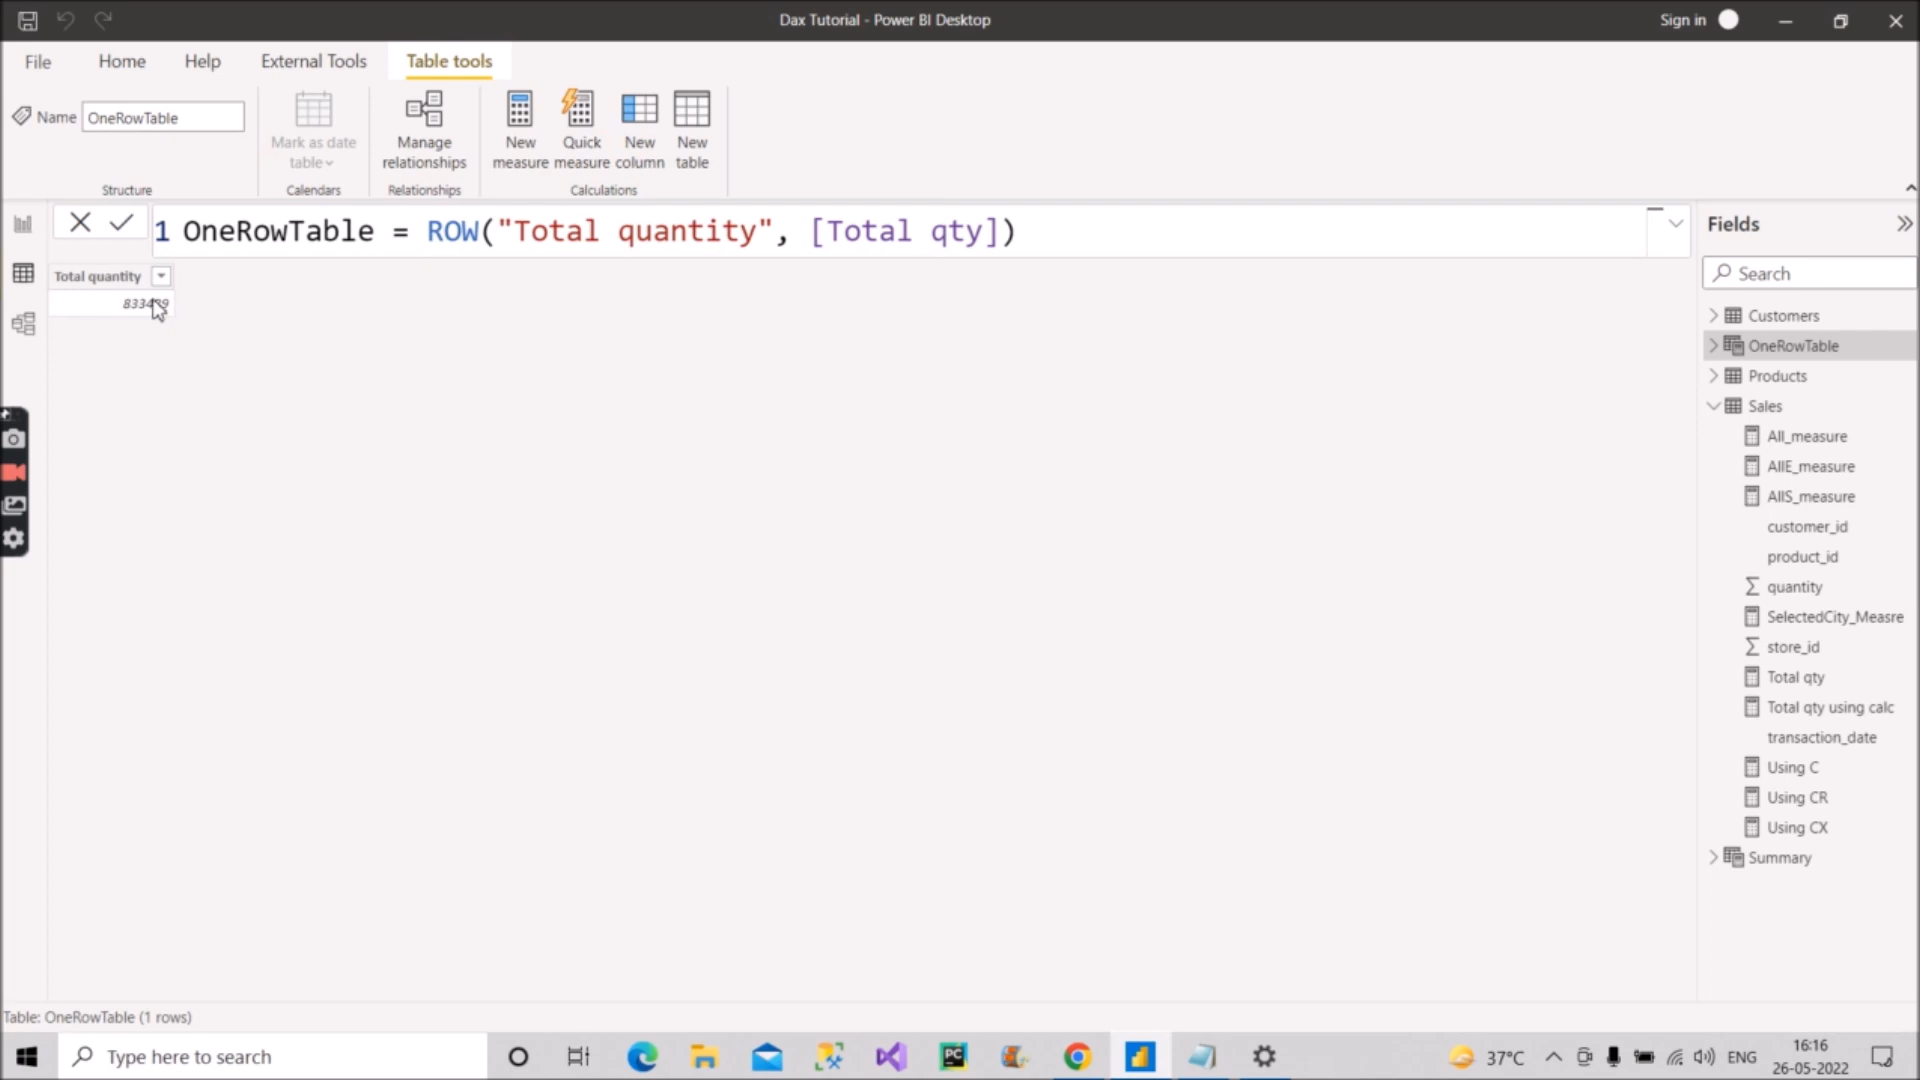 Dax Tutorial - Power BI Desktop
Sign in
File Home Help External Tools Table tools
Name OneRowTable
Mark as date table
Manage relationships
New measure
Quick measure
New column
New table
Structure Calendars Relationships Calculations
1 OneRowTable = ROW("Total quantity", [Total qty])
Total quantity
Fields
Search
Customers
OneRowTable
Products
Sales
All_measure
AllE_measure
AllS_measure
customer_id
product_id
quantity
SelectedCity_Measre
store_id
Total qty
Total qty using calc
transaction_date
Using C
Using CR
Using CX
Summary
Table: OneRowTable (1 rows)
Type here to search
PC
37°C
ENG
16:16
26-05-2022